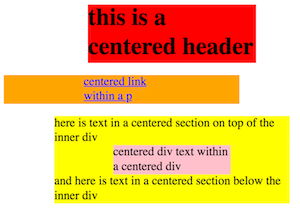 this is a
centered header
centered link
within a p
here is text in a centered section on top of the
inner div
centered div text within
a centered div
and here is text in a centered section below the
inner div